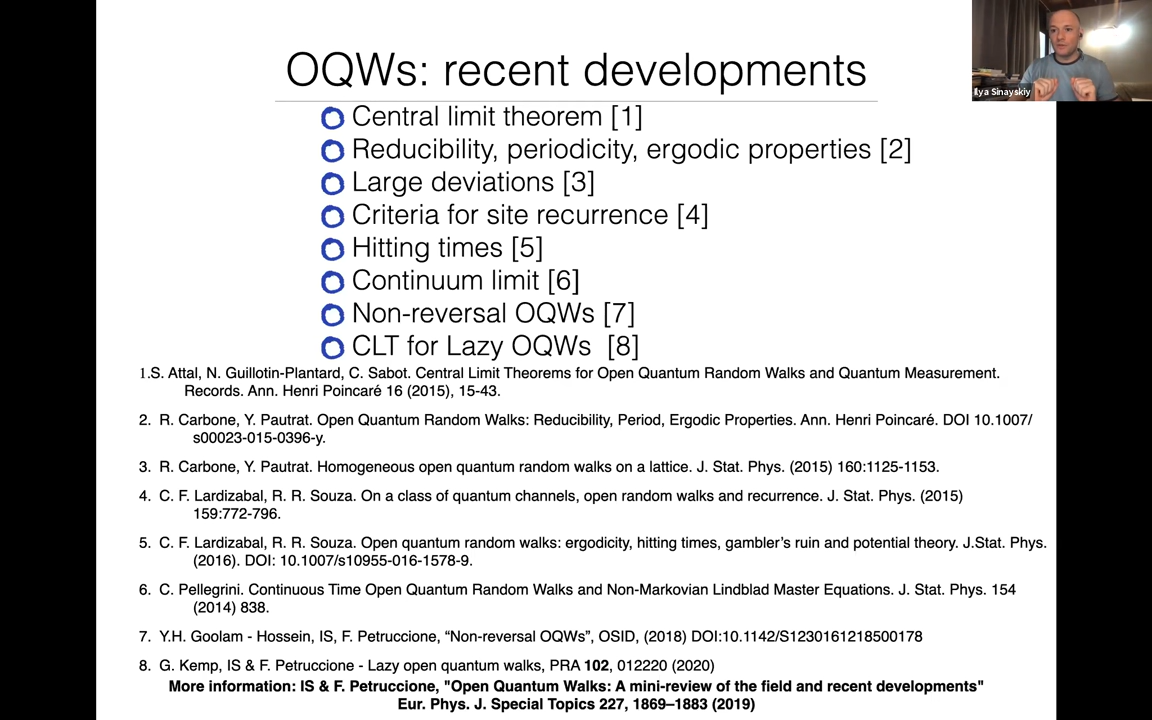 OQWs: recent developments
Ilya Sinayskiy
Central limit theorem [1]
Reducibility, periodicity, ergodic properties [2]
Large deviations [3]
Criteria for site recurrence [4]
Hitting times [5]
Continuum limit [6]
Non-reversal OQWs [7]
CLT for Lazy OQWs [8]
1.S. Attal, N. Guillotin-Plantard, C. Sabot. Central Limit Theorems for Open Quantum Random Walks and Quantum Measurement.
Records. Ann. Henri Poincaré 16 (2015), 15-43.
2. R. Carbone, Y. Pautrat. Open Quantum Random Walks: Reducibility, Period, Ergodic Properties. Ann. Henri Poincaré. DOI 10.1007/
s00023-015-0396-y.
3. R. Carbone, Y. Pautrat. Homogeneous open quantum random walks on a lattice. J. Stat. Phys. (2015) 160:1125-1153.
4. C. F. Lardizabal, R. R. Souza. On a class of quantum channels, open random walks and recurrence. J. Stat. Phys. (2015)
159:772-796.
5. C. F. Lardizabal, R. R. Souza. Open quantum random walks: ergodicity, hitting times, gambler’s ruin and potential theory. J.Stat. Phys.
(2016). DOI: 10.1007/s10955-016-1578-9.
6. C. Pellegrini. Continuous Time Open Quantum Random Walks and Non-Markovian Lindblad Master Equations. J. Stat. Phys. 154
(2014) 838.
7. Y.H. Goolam - Hossein, IS, F. Petruccione, “Non-reversal OQWs”, OSID, (2018) DOI:10.1142/S1230161218500178
8. G. Kemp, IS & F. Petruccione - Lazy open quantum walks, PRA 102, 012220 (2020)
More information: IS & F. Petruccione, "Open Quantum Walks: A mini-review of the field and recent developments"
Eur. Phys. J. Special Topics 227, 1869–1883 (2019)